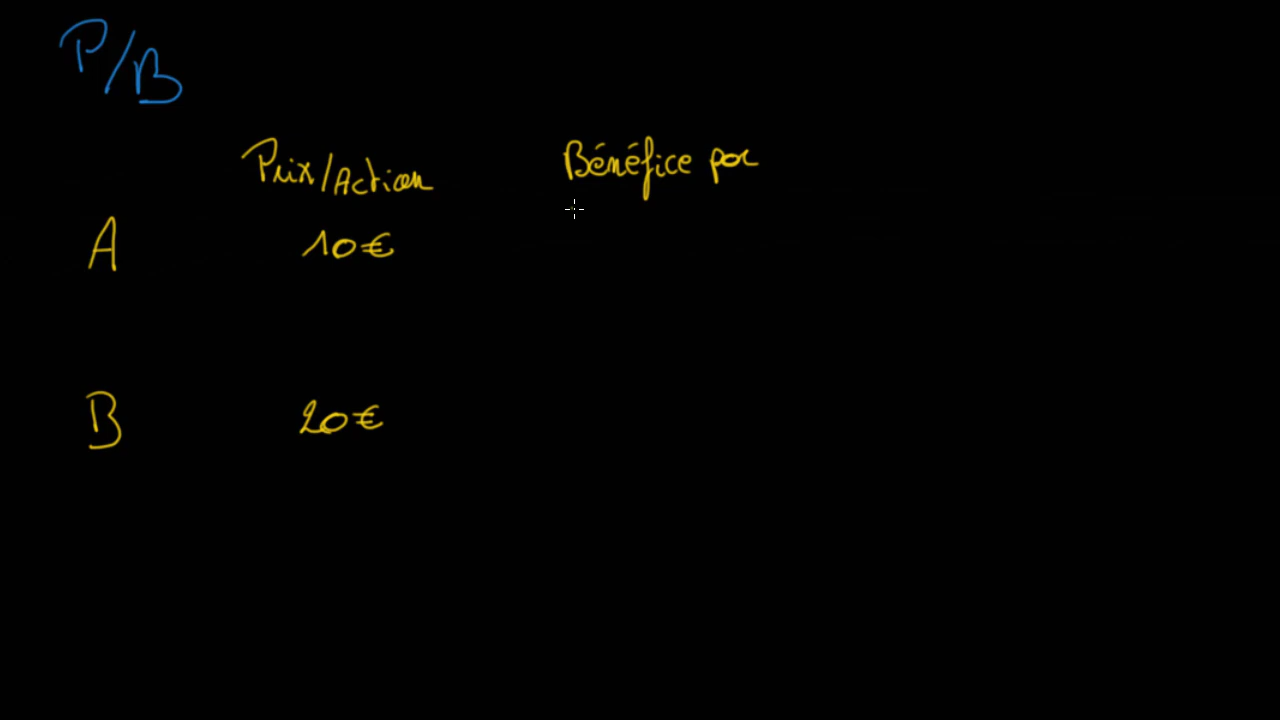 P/B
Prix/Action Bénéfice par
A 10€
B 20€